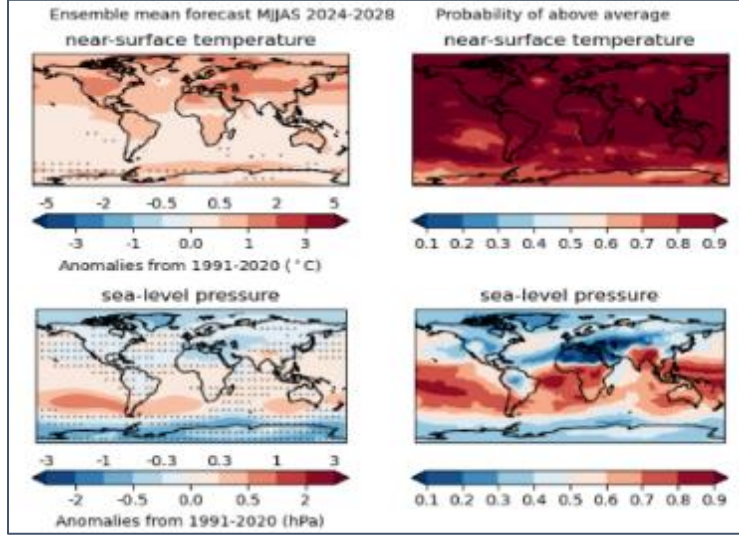 Ensemble mean forecast MJJAS 2024-2028 Probability of above average
near-surface temperature near-surface temperature
-5 -2 -0.5 0.5 2 5
-3 -1 0.0 1 3 0.1 0.2 0.3 0.4 0.5 0.6 0.7 0.8 0.9
Anomalies from 1991-2020 (°C)
sea-level pressure sea-level pressure
-3 -1 -0.3 0.3 1 3
-2 -0.5 0.0 0.5 2 0.1 0.2 0.3 0.4 0.5 0.6 0.7 0.8 0.9
Anomalies from 1991-2020 (hPa)